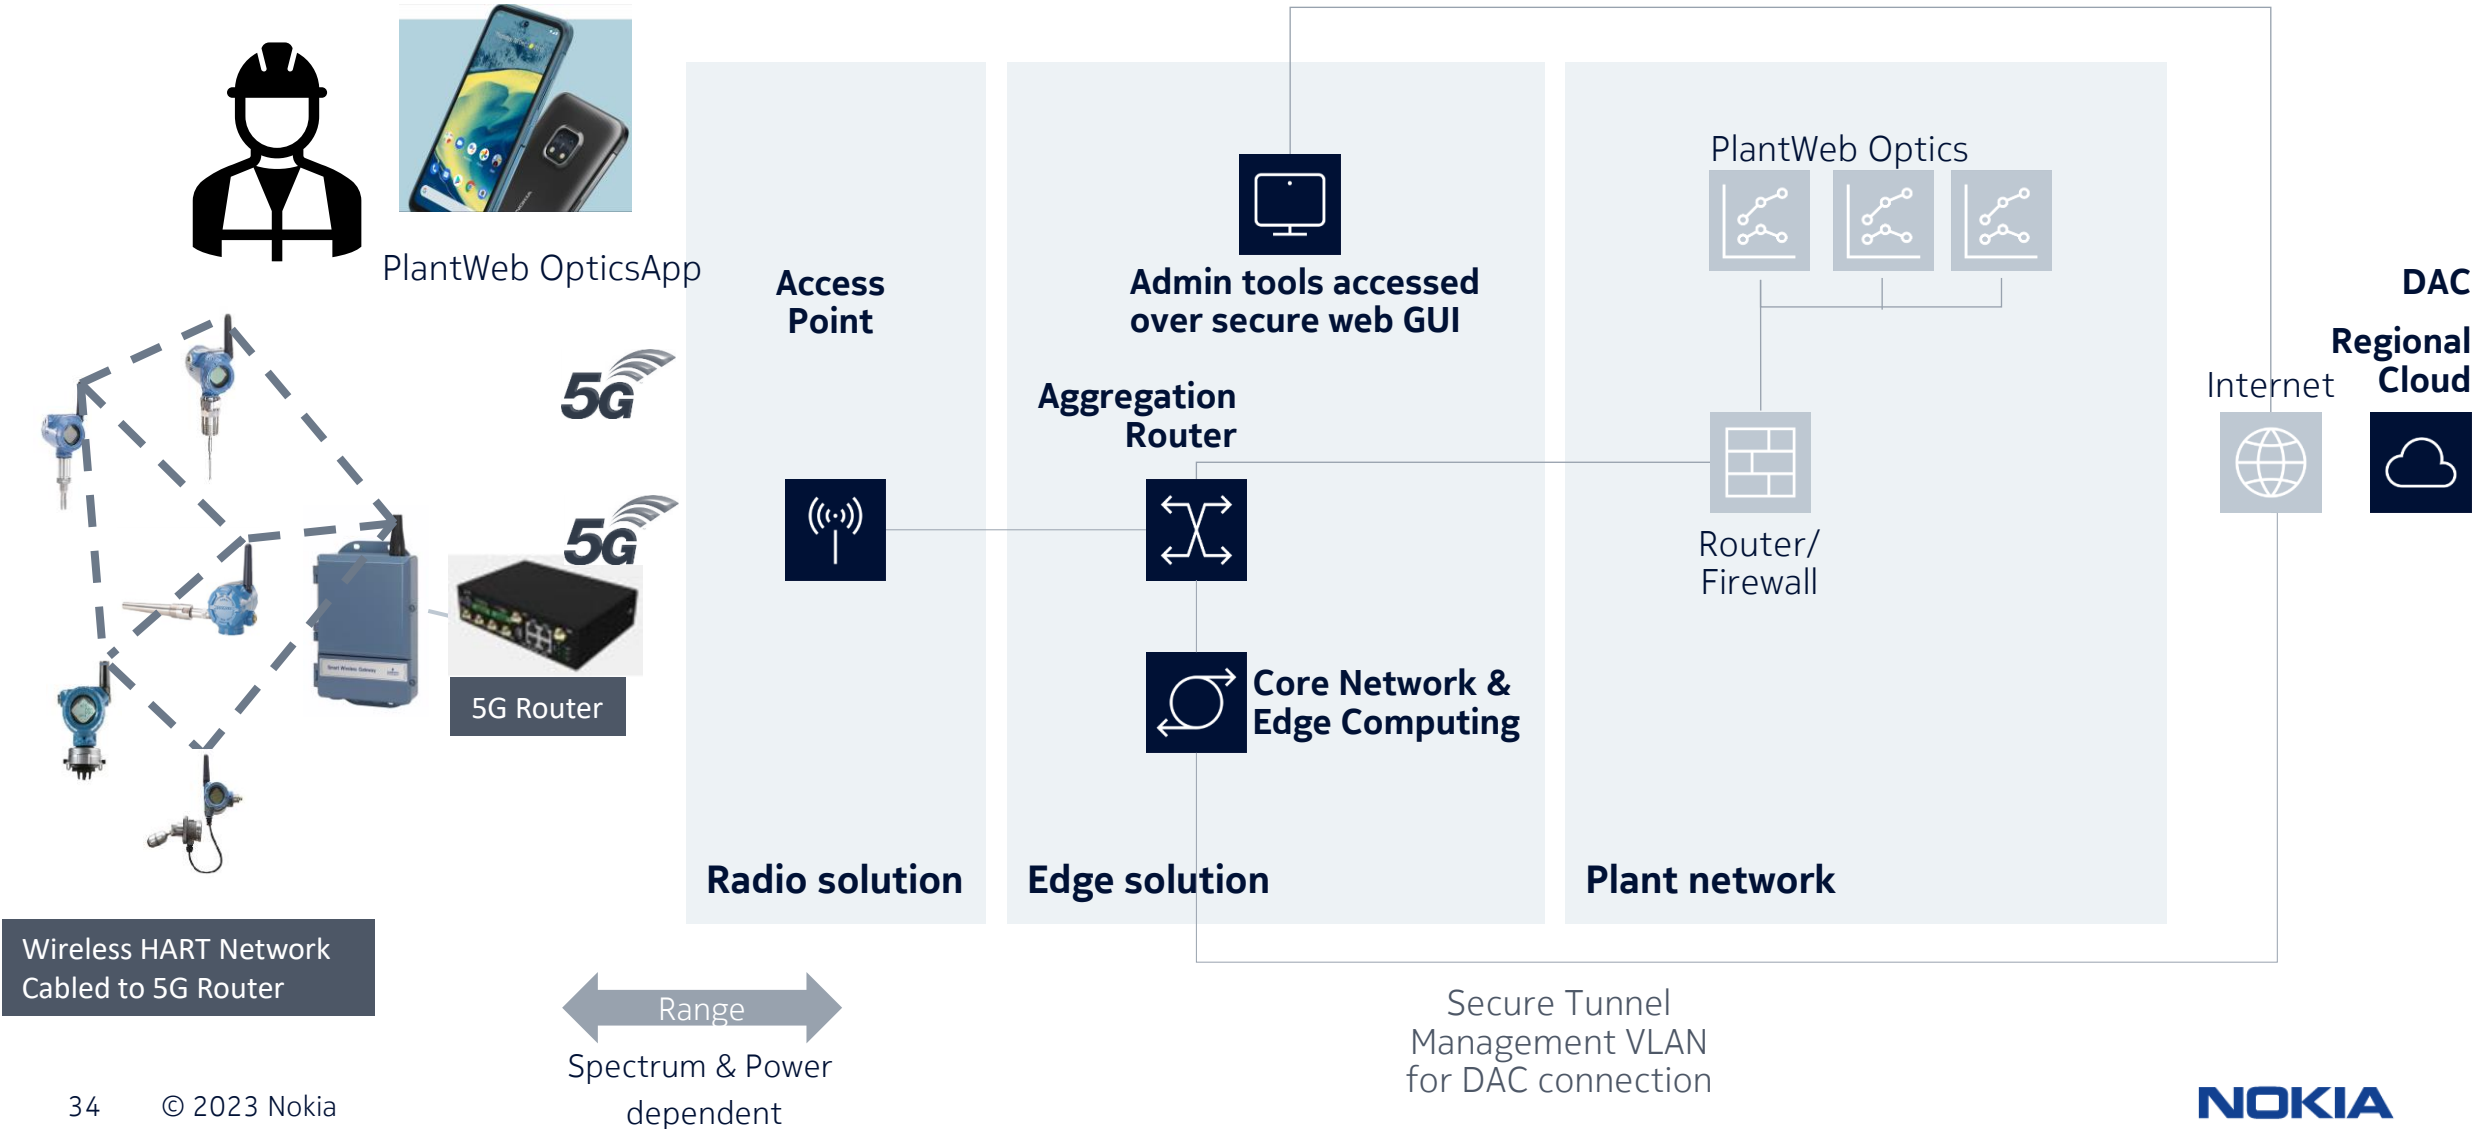 PlantWeb OpticsApp
5G
5G
5G Router
Smart Wireless Gateway
Wireless HART Network
Cabled to 5G Router
Range
Spectrum & Power
dependent
Access
Point
Radio solution
Admin tools accessed
over secure web GUI
Aggregation
Router
Core Network &
Edge Computing
Edge solution
PlantWeb Optics
Router/
Firewall
Plant network
Internet
DAC
Regional
Cloud
Secure Tunnel
Management VLAN
for DAC connection
34
© 2023 Nokia
NOKIA